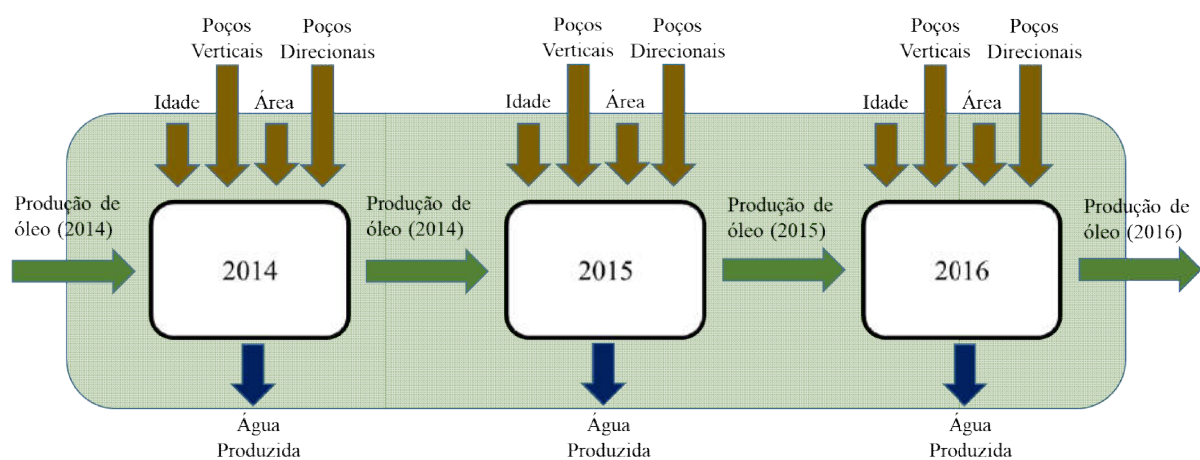 Poços
Verticais
Poços
Direcionais
Idade
Área
Poços
Verticais
Poços
Direcionais
Idade
Área
Poços
Verticais
Poços
Direcionais
Idade
Área
Produção de
óleo (2014)
2014
Produção de
óleo (2014)
2015
Produção de
óleo (2015)
2016
Produção de
óleo (2016)
Água
Produzida
Água
Produzida
Água
Produzida